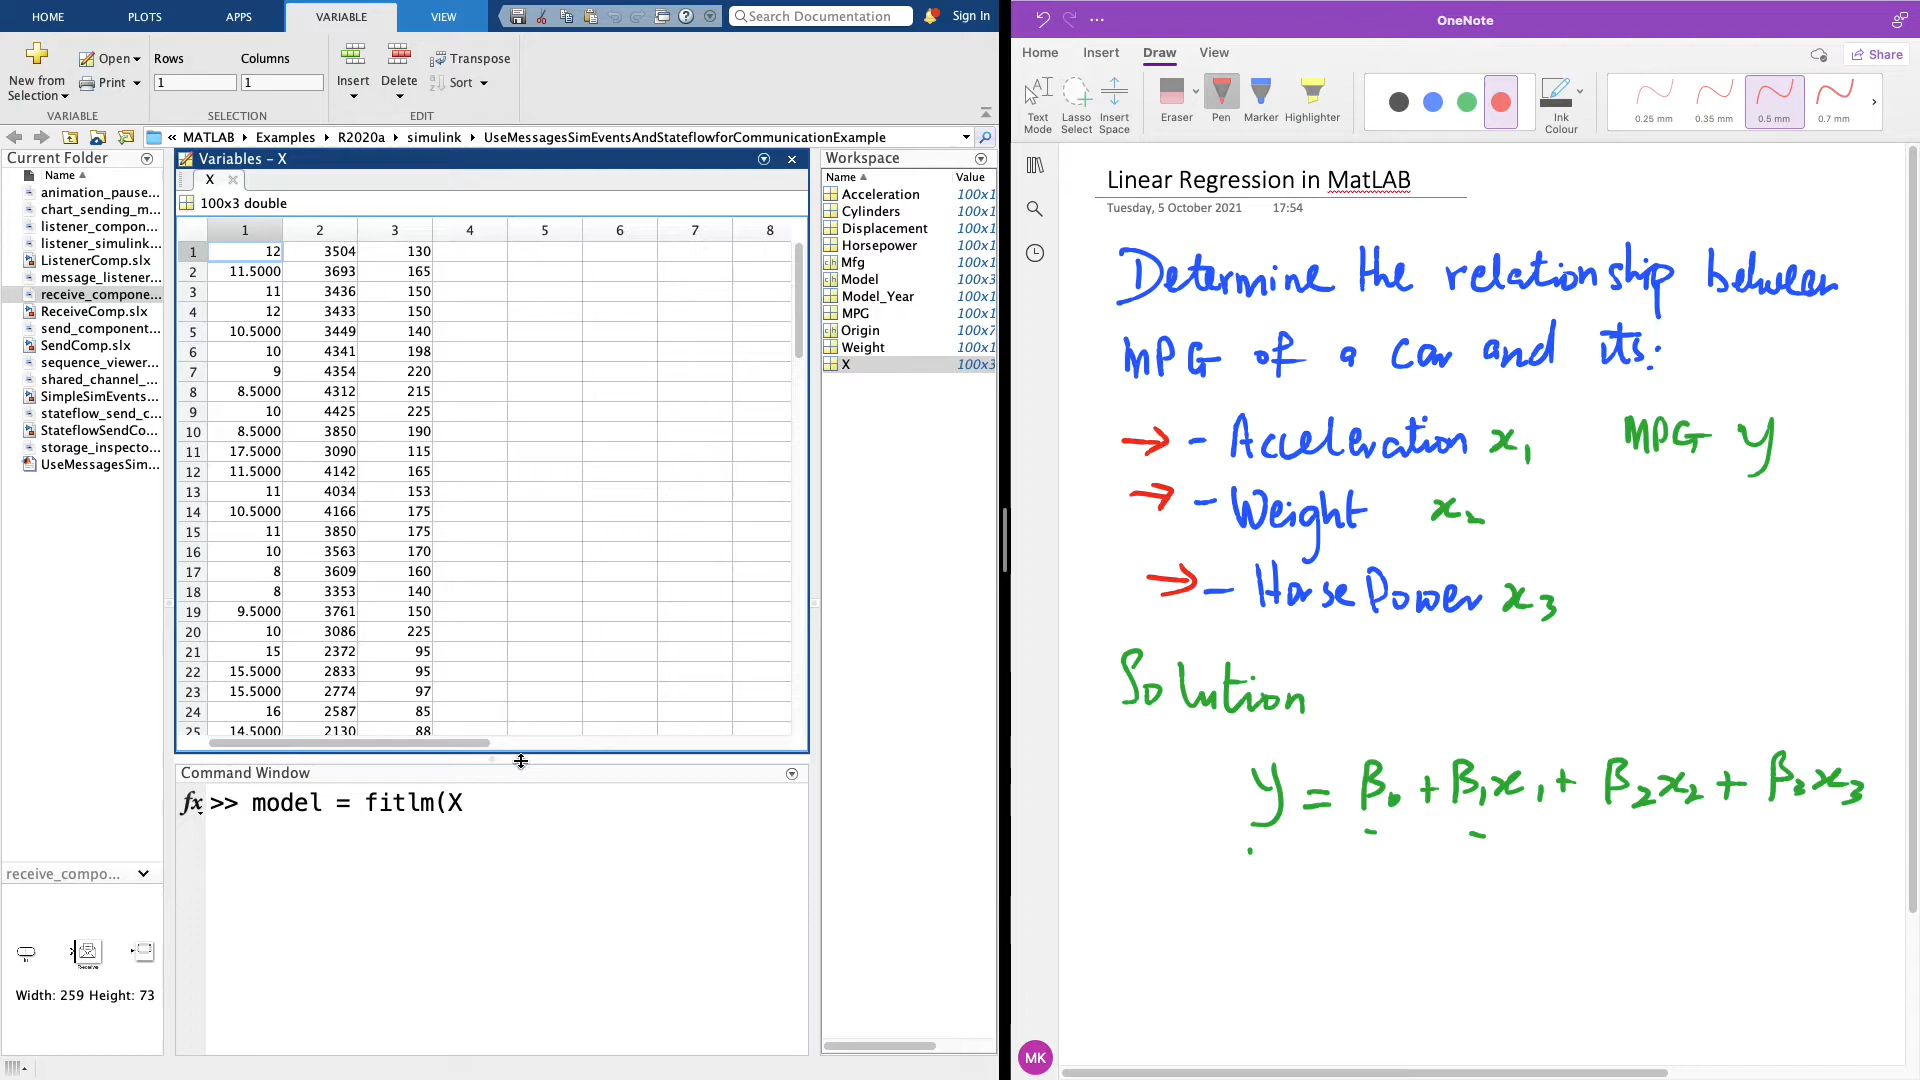 HOME PLOTS APPS VARIABLE VIEW Search Documentation Sign In
New from Selection
Open
Print
VARIABLE
Rows Columns
1 1
SELECTION
Insert Delete
Transpose
Sort
EDIT
« MATLAB Examples R2020a simulink UseMessagesSimEventsAndStateflowforCommunicationExample
Current Folder
Name
animation_pause...
chart_sending_m...
listener_compon...
listener_simulink...
ListenerComp.slx
message_listener...
receive_compone...
ReceiveComp.slx
send_component...
SendComp.slx
sequence_viewer...
shared_channel_...
SimpleSimEvents...
stateflow_send_c...
StateflowSendCo...
storage_inspecto...
UseMessagesSim...
receive_compo...
Receive
Width: 259 Height: 73
Variables - X
X
100x3 double
1 2 3 4 5 6 7 8
1 12 3504 130
2 11.5000 3693 165
3 11 3436 150
4 12 3433 150
5 10.5000 3449 140
6 10 4341 198
7 9 4354 220
8 8.5000 4312 215
9 10 4425 225
10 8.5000 3850 190
11 17.5000 3090 115
12 11.5000 4142 165
13 11 4034 153
14 10.5000 4166 175
15 11 3850 175
16 10 3563 170
17 8 3609 160
18 8 3353 140
19 9.5000 3761 150
20 10 3086 225
21 15 2372 95
22 15.5000 2833 95
23 15.5000 2774 97
24 16 2587 85
25 14.5000 2130 88
Command Window
fx >> model = fitlm(X
Workspace
Name Value
Acceleration 100x1
Cylinders 100x1
Displacement 100x1
Horsepower 100x1
Mfg 100x1
Model 100x3
Model_Year 100x1
MPG 100x1
Origin 100x7
Weight 100x1
X 100x3
OneNote
Home Insert Draw View Share
Text Mode
Lasso Select
Insert Space
Eraser
Pen
Marker
Highlighter
Ink Colour
0.25 mm 0.35 mm 0.5 mm 0.7 mm
Linear Regression in MatLAB
Tuesday, 5 October 2021 17:54
Determine the relationship between
MPG of a car and its:
→ - Acceleration x₁ MPG y
→ - Weight x₂
→ - Horse Power x₃
Solution
y = β₀ + β₁x₁ + β₂x₂ + β₃x₃
MK